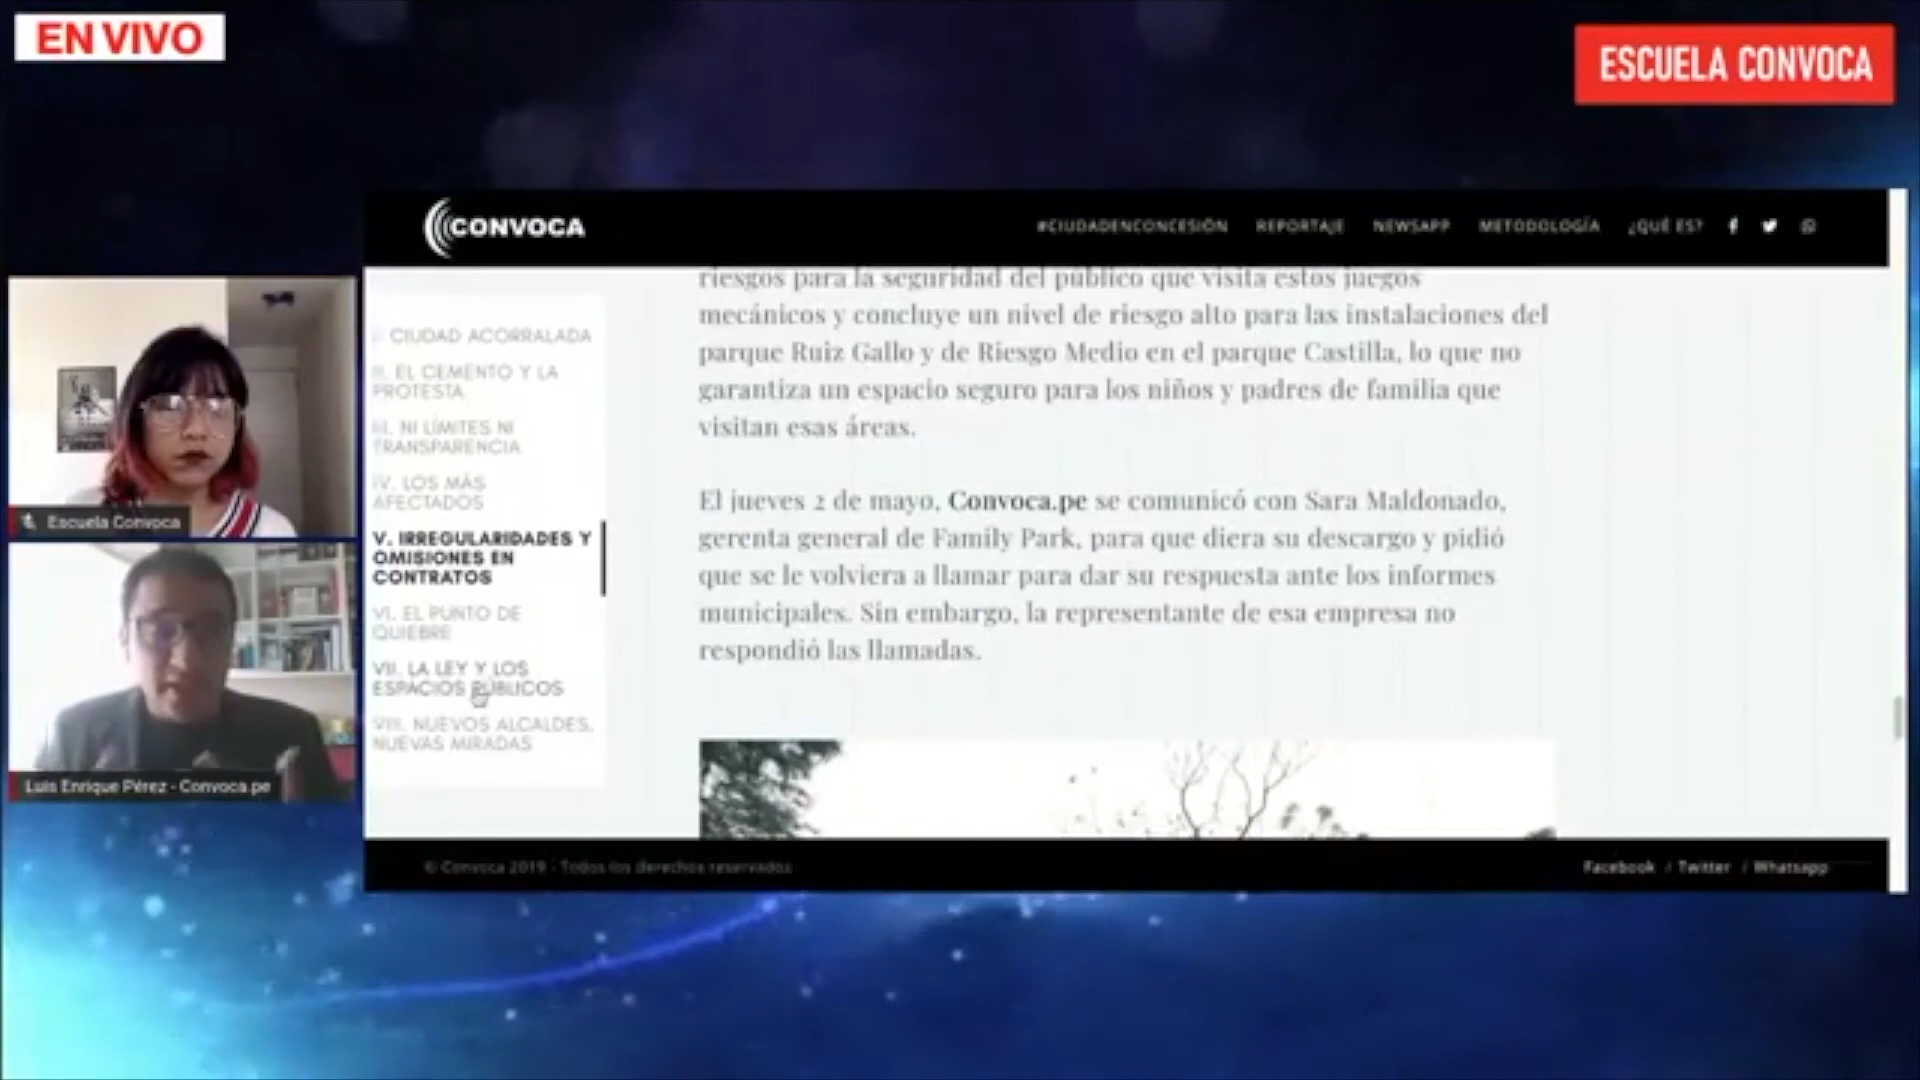 EN VIVO
ESCUELA CONVOCA
CONVOCA
#CIUDADENCONCESIÓN REPORTAJE NEWSAPP METODOLOGÍA ¿QUÉ ES?
I. CIUDAD ACORRALADA
II. EL CEMENTO Y LA
PROTESTA
III. NI LÍMITES NI
TRANSPARENCIA
IV. LOS MÁS
AFECTADOS
V. IRREGULARIDADES Y
OMISIONES EN
CONTRATOS
VI. EL PUNTO DE
QUIEBRE
VII. LA LEY Y LOS
ESPACIOS PÚBLICOS
VIII. NUEVOS ALCALDES,
NUEVAS MIRADAS
riesgos para la seguridad del público que visita estos juegos
mecánicos y concluye un nivel de riesgo alto para las instalaciones del
parque Ruiz Gallo y de Riesgo Medio en el parque Castilla, lo que no
garantiza un espacio seguro para los niños y padres de familia que
visitan esas áreas.
El jueves 2 de mayo, Convoca.pe se comunicó con Sara Maldonado,
gerenta general de Family Park, para que diera su descargo y pidió
que se le volviera a llamar para dar su respuesta ante los informes
municipales. Sin embargo, la representante de esa empresa no
respondió las llamadas.
Escuela Convoca
Luis Enrique Pérez - Convoca.pe
© Convoca 2019 - Todos los derechos reservados
Facebook / Twitter / Whatsapp